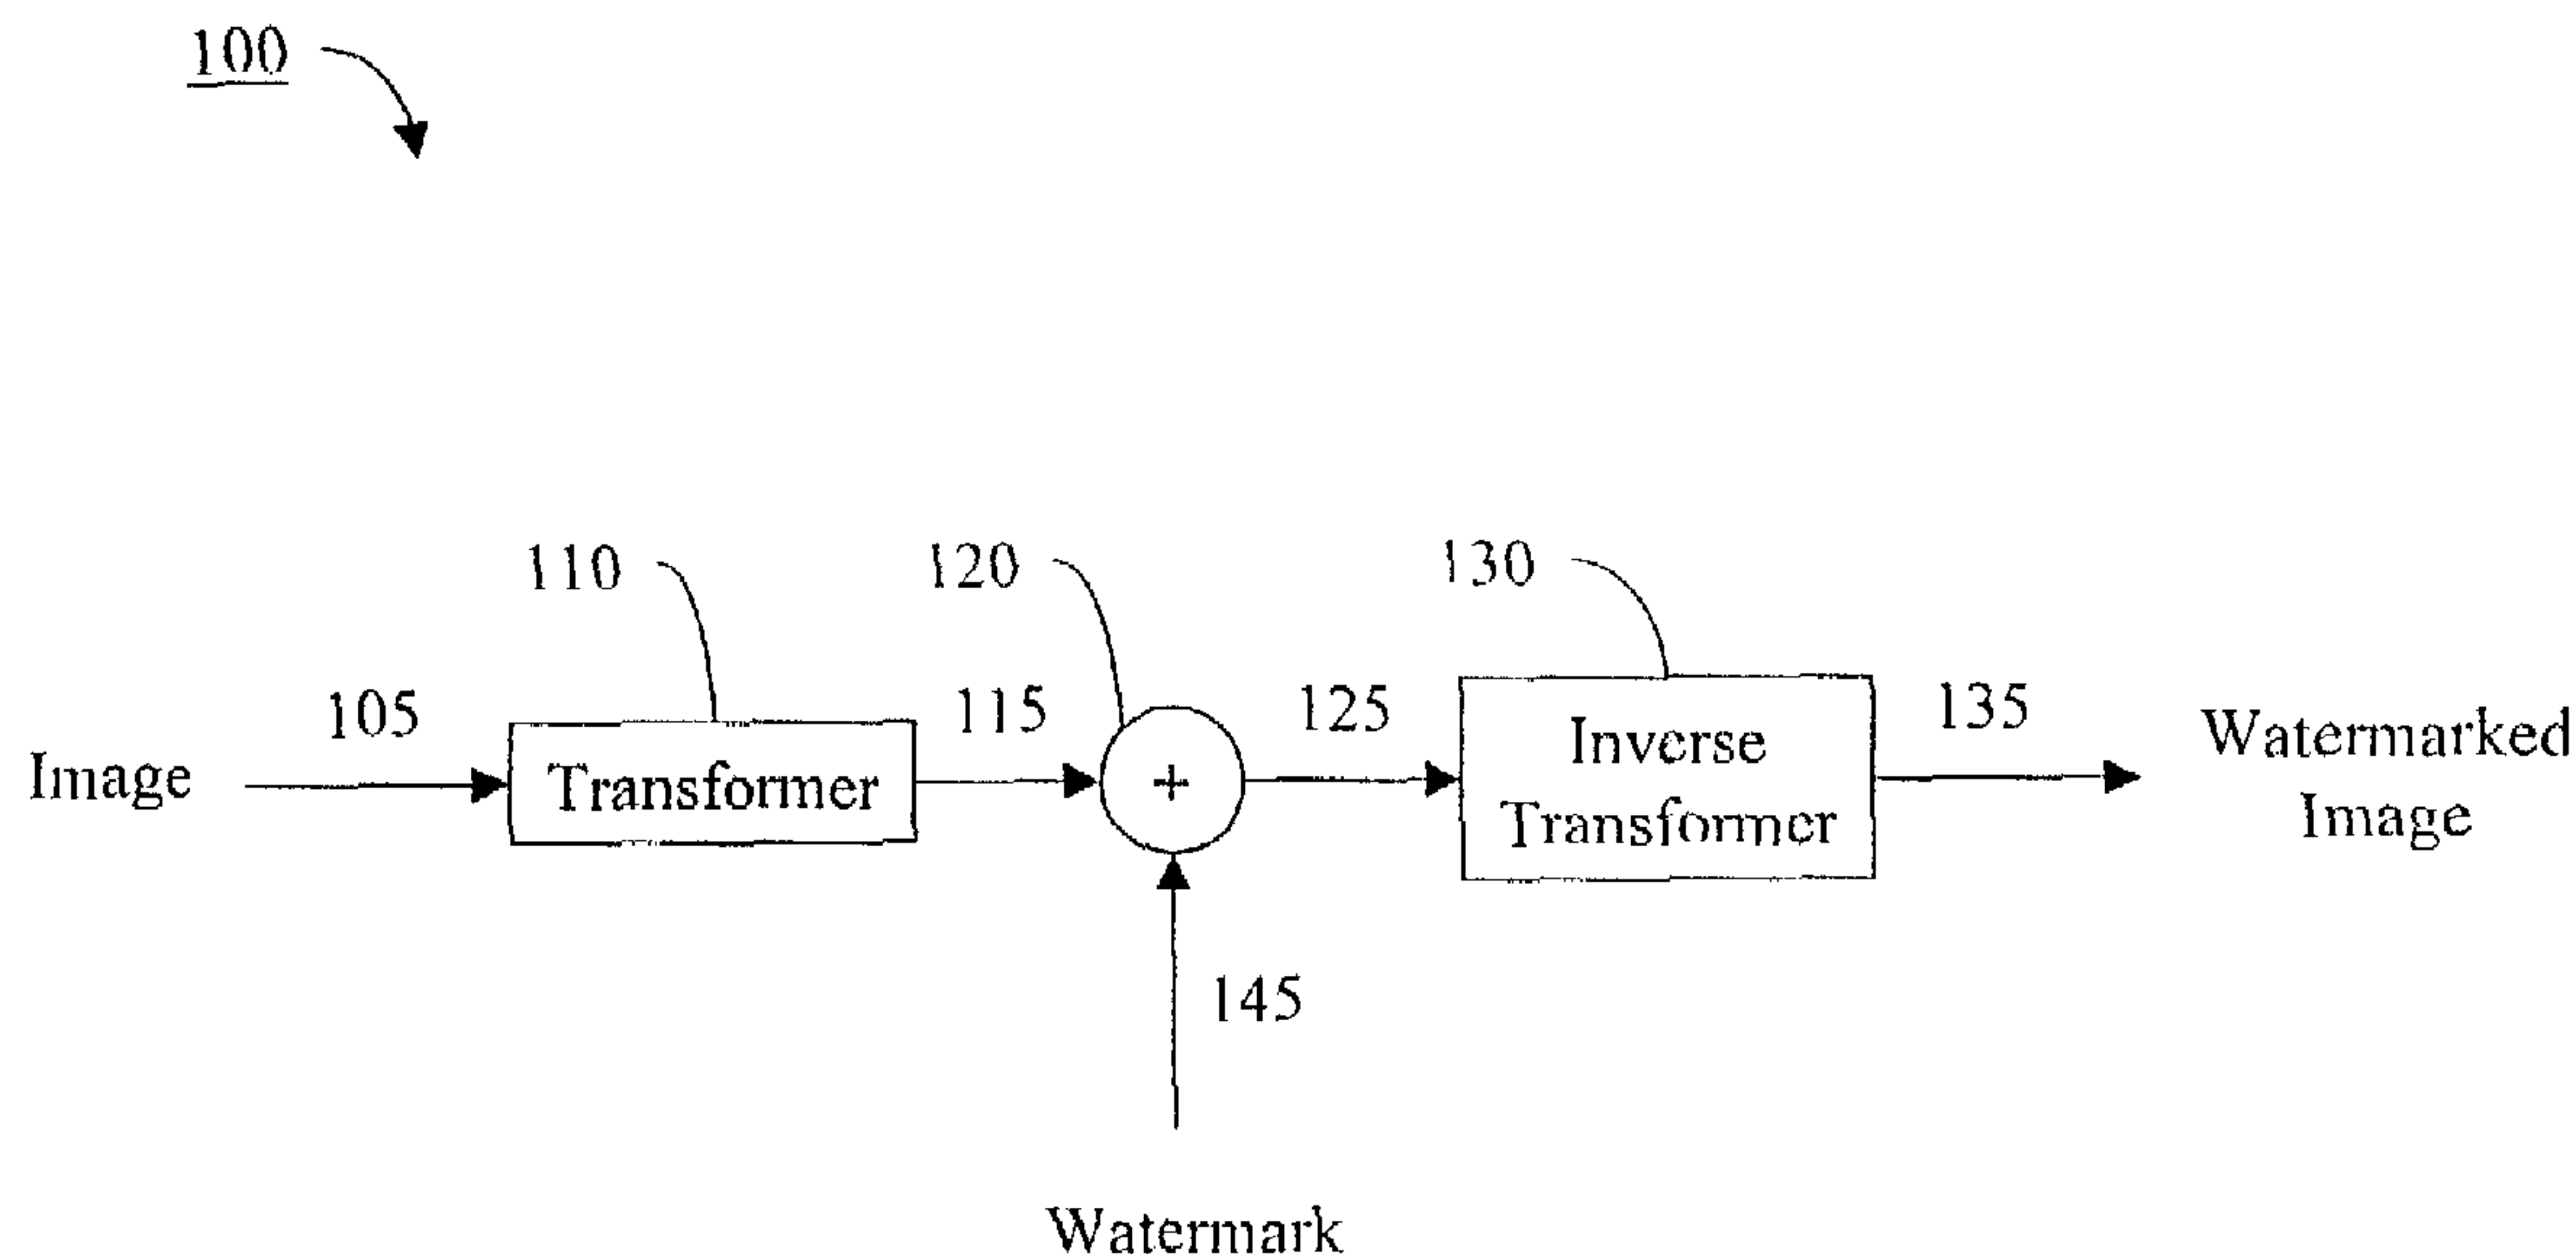 100
110
120
130
105
115
125
135
Image
Transformer
+
Inverse
Transformer
Watermarked
Image
145
Watermark